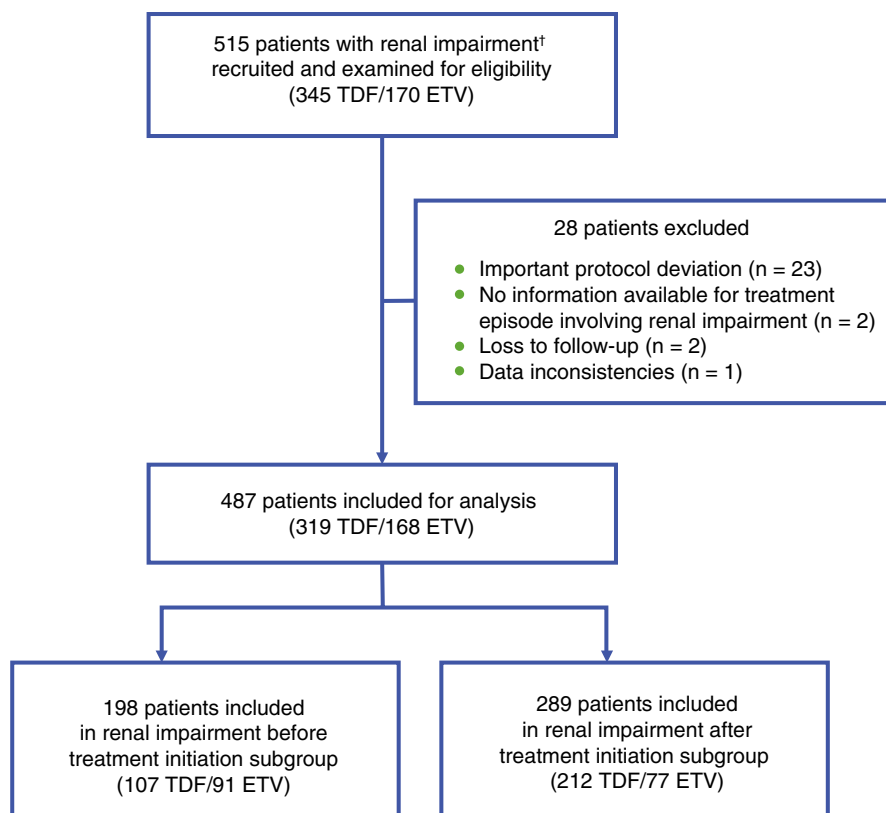 515 patients with renal impairment†
recruited and examined for eligibility
(345 TDF/170 ETV)
28 patients excluded
• Important protocol deviation (n = 23)
• No information available for treatment
episode involving renal impairment (n = 2)
• Loss to follow-up (n = 2)
• Data inconsistencies (n = 1)
487 patients included for analysis
(319 TDF/168 ETV)
198 patients included
in renal impairment before
treatment initiation subgroup
(107 TDF/91 ETV)
289 patients included
in renal impairment after
treatment initiation subgroup
(212 TDF/77 ETV)